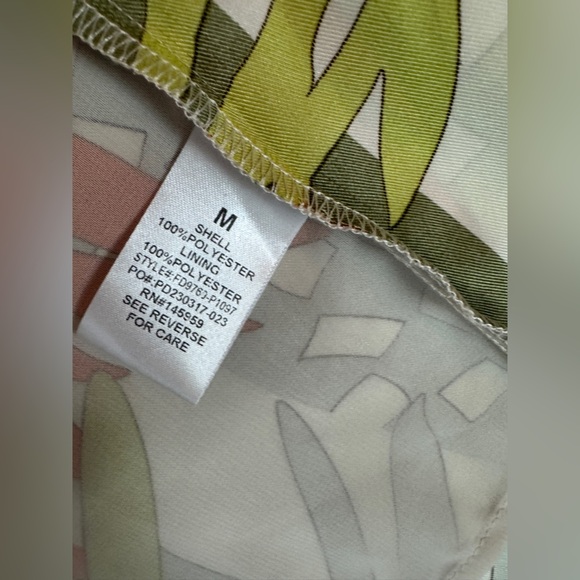 M
SHELL
100%POLYESTER
LINING
100%POLYESTER
STYLE#:FD9763-P1097
PO#:PD230317-023
RN#145959
SEE REVERSE
FOR CARE